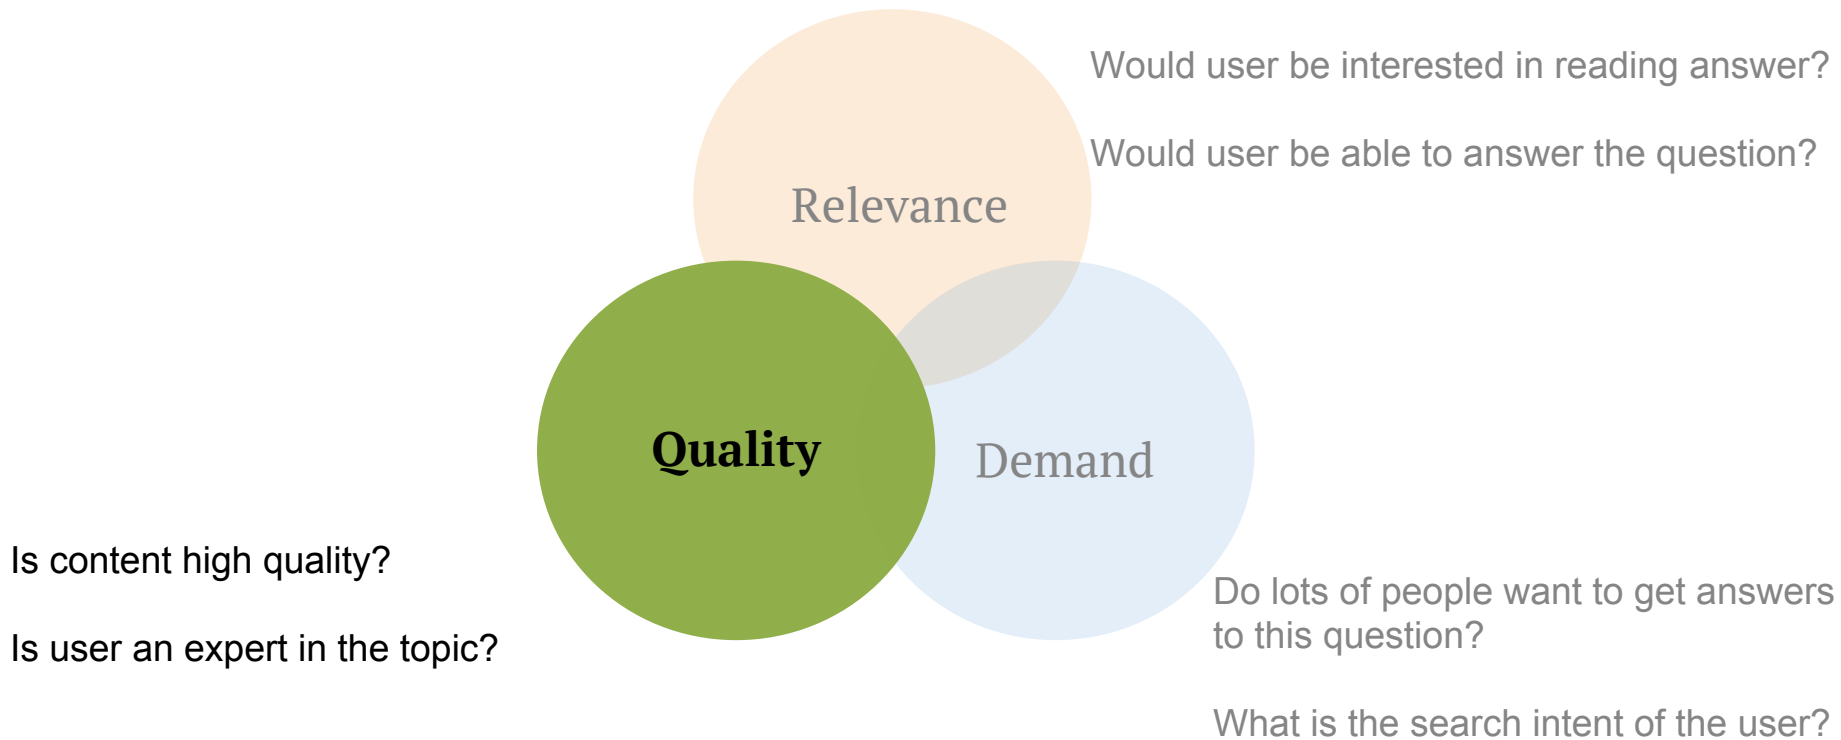 Would user be interested in reading answer?
Would user be able to answer the question?
Relevance
Quality
Demand
Is content high quality?
Is user an expert in the topic?
Do lots of people want to get answers
to this question?
What is the search intent of the user?